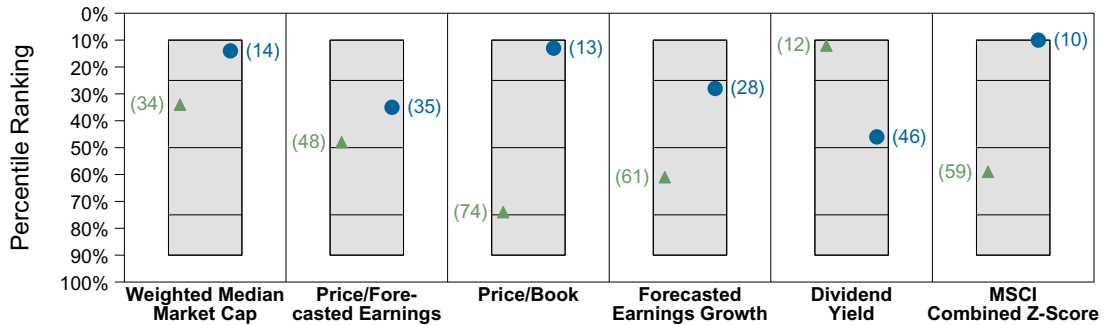 Percentile Ranking
0%
10%
20%
30%
40%
50%
60%
70%
80%
90%
100%
(14)
(34)
(35)
(48)
(13)
(74)
(28)
(61)
(12)
(46)
(10)
(59)
Weighted Median
Market Cap
Price/Fore-
casted Earnings
Price/Book
Forecasted
Earnings Growth
Dividend
Yield
MSCI
Combined Z-Score